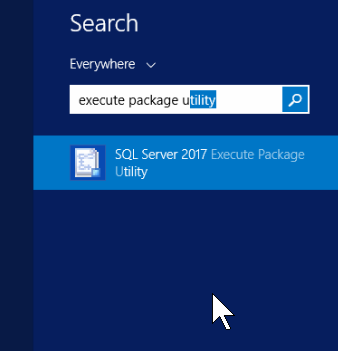 Search
Everywhere
execute package utility
SQL Server 2017 Execute Package
Utility